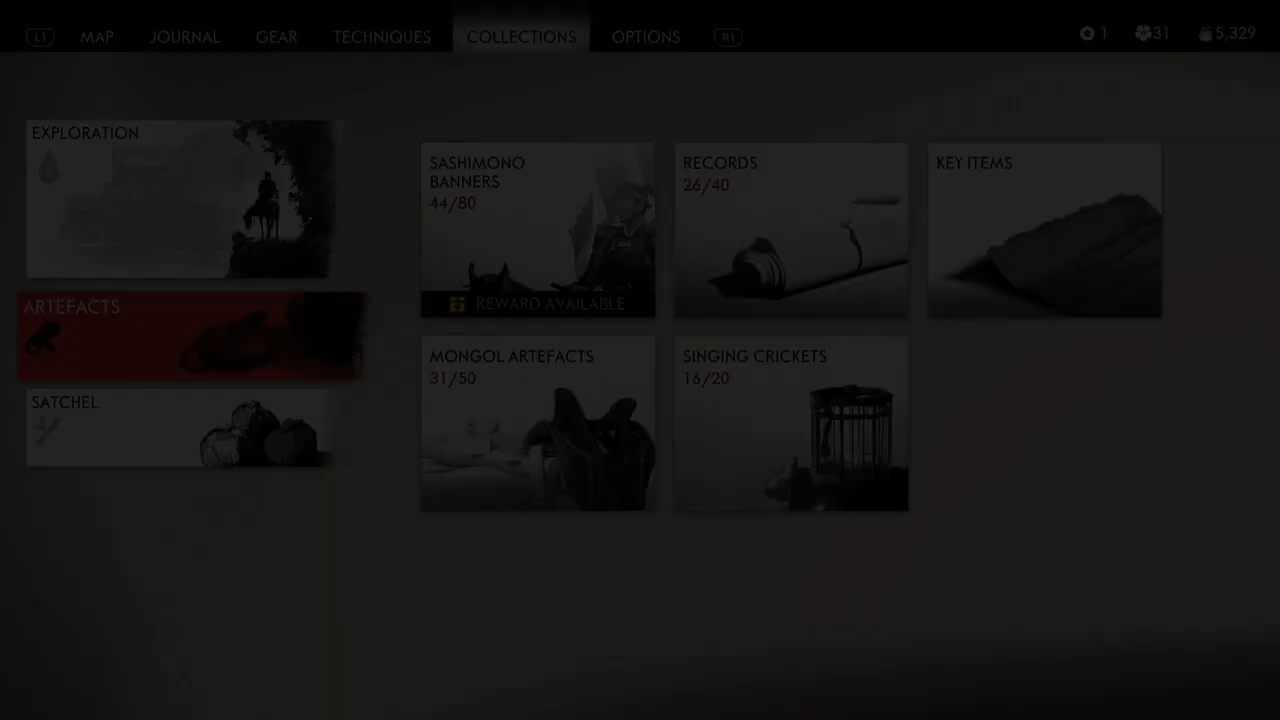 L1 MAP JOURNAL GEAR TECHNIQUES COLLECTIONS OPTIONS R1 1 31 5,329
EXPLORATION
ARTEFACTS
SATCHEL
SASHIMONO
BANNERS
44/80
REWARD AVAILABLE
RECORDS
26/40
KEY ITEMS
MONGOL ARTEFACTS
31/50
SINGING CRICKETS
16/20